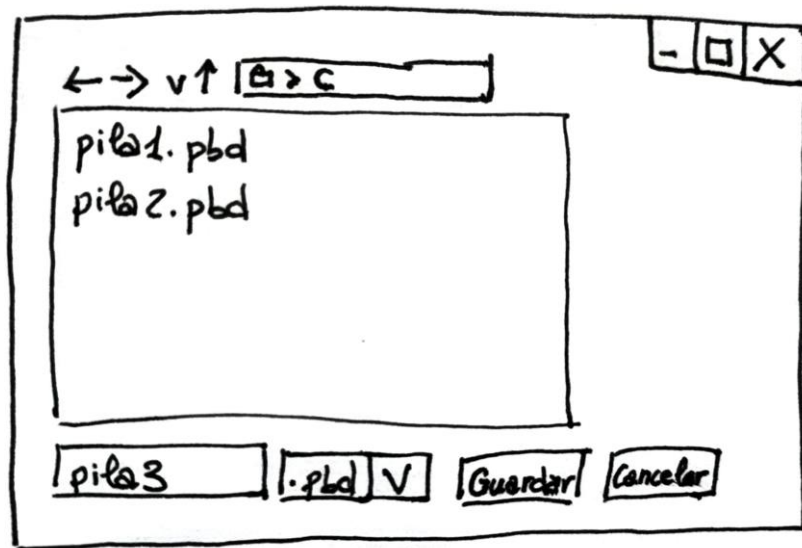 ← → v ↑ > C
pila1.pbd
pila2.pbd
pila3 .pbd V Guardar Cancelar